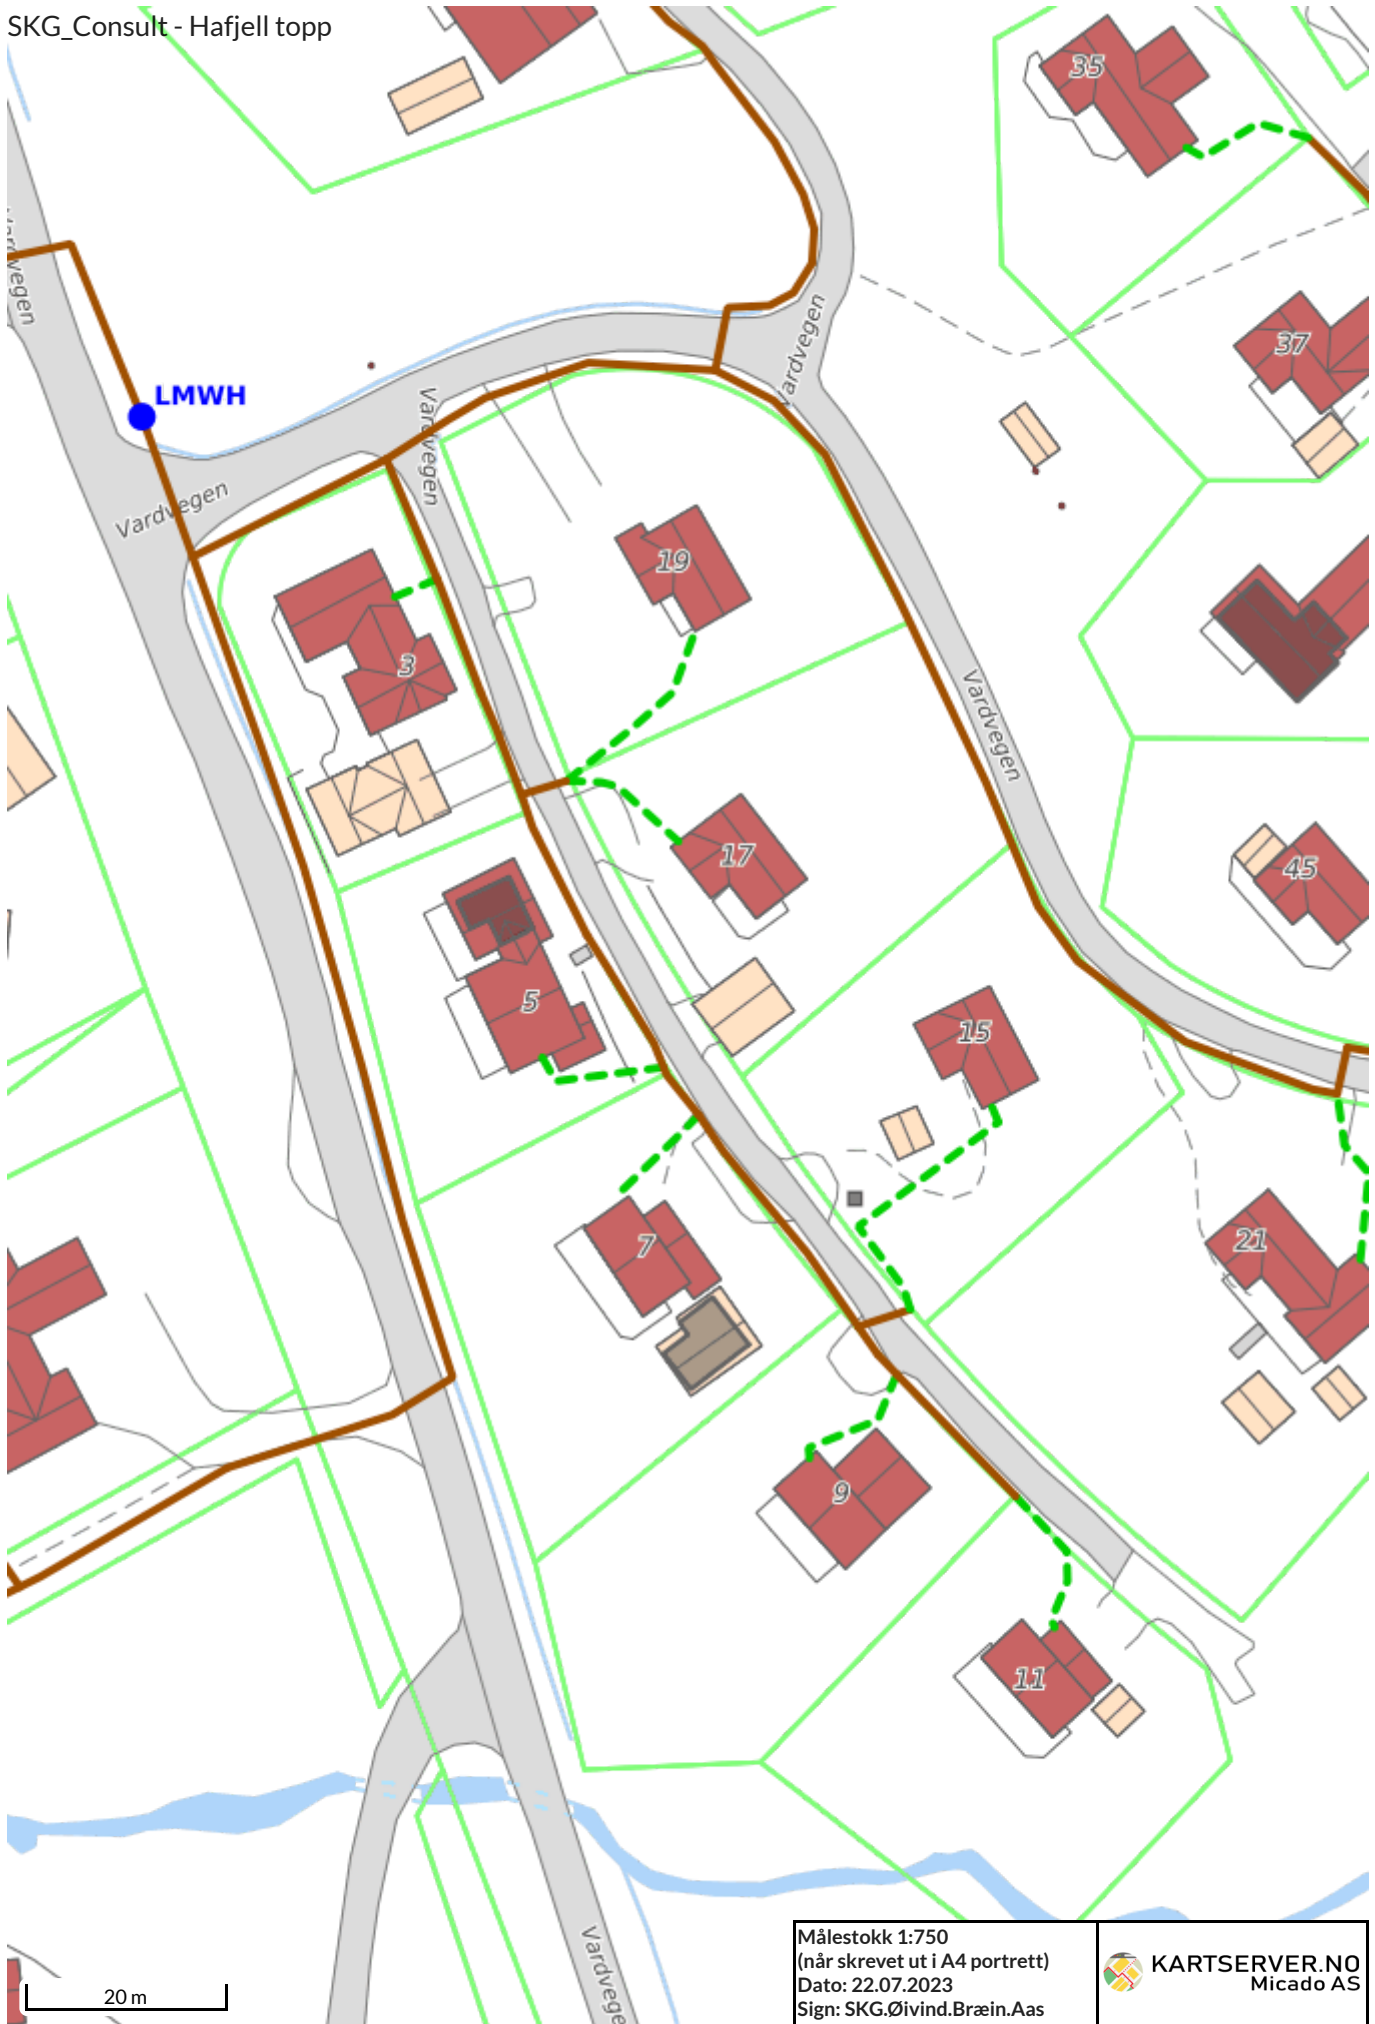 SKG_Consult - Hafjell topp
35
Vardvegen
Vardvegen
37
LMWH
Vardvegen
Vardvegen
19
3
Vardvegen
17
45
5
15
7
21
9
11
Vardvege
Målestokk 1:750
(når skrevet ut i A4 portrett)
Dato: 22.07.2023
Sign: SKG.Øivind.Bræin.Aas
KARTSERVER.NO
Micado AS
20 m